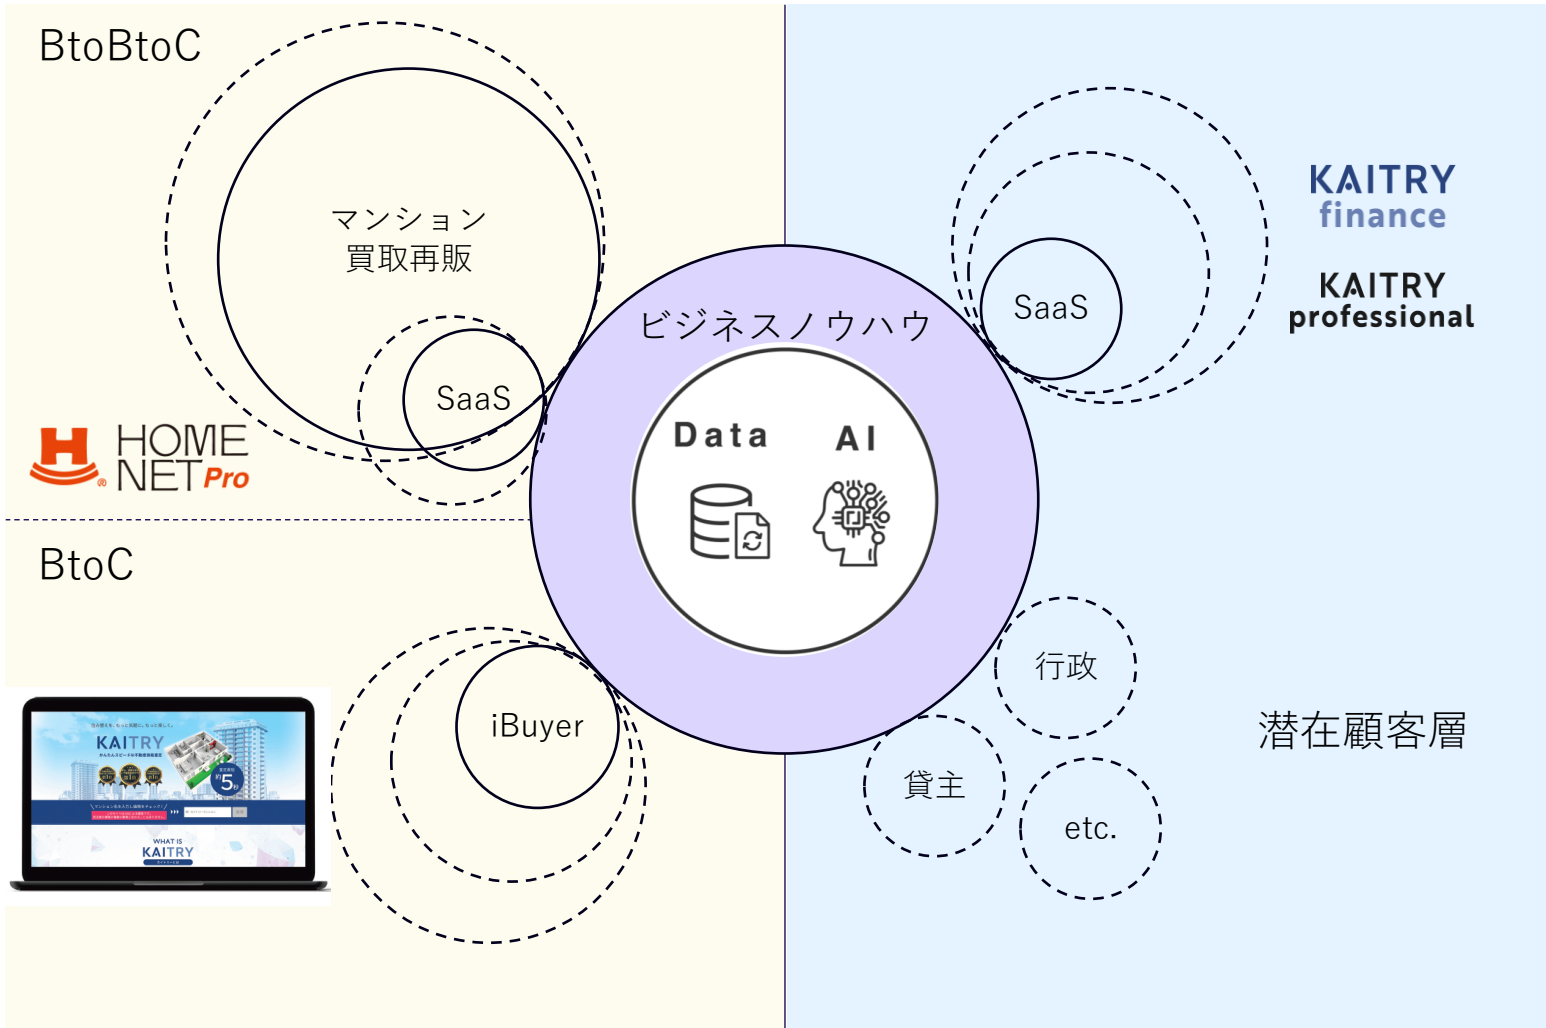 BtoBtoC
マンション
買取再販
SaaS
HOME
NET Pro
BtoC
iBuyer
KAITRY
5
WHAT IS
KAITRY
ビジネスノウハウ
Data
AI
SaaS
KAITRY
finance
KAITRY
professional
行政
貸主
etc.
潜在顧客層